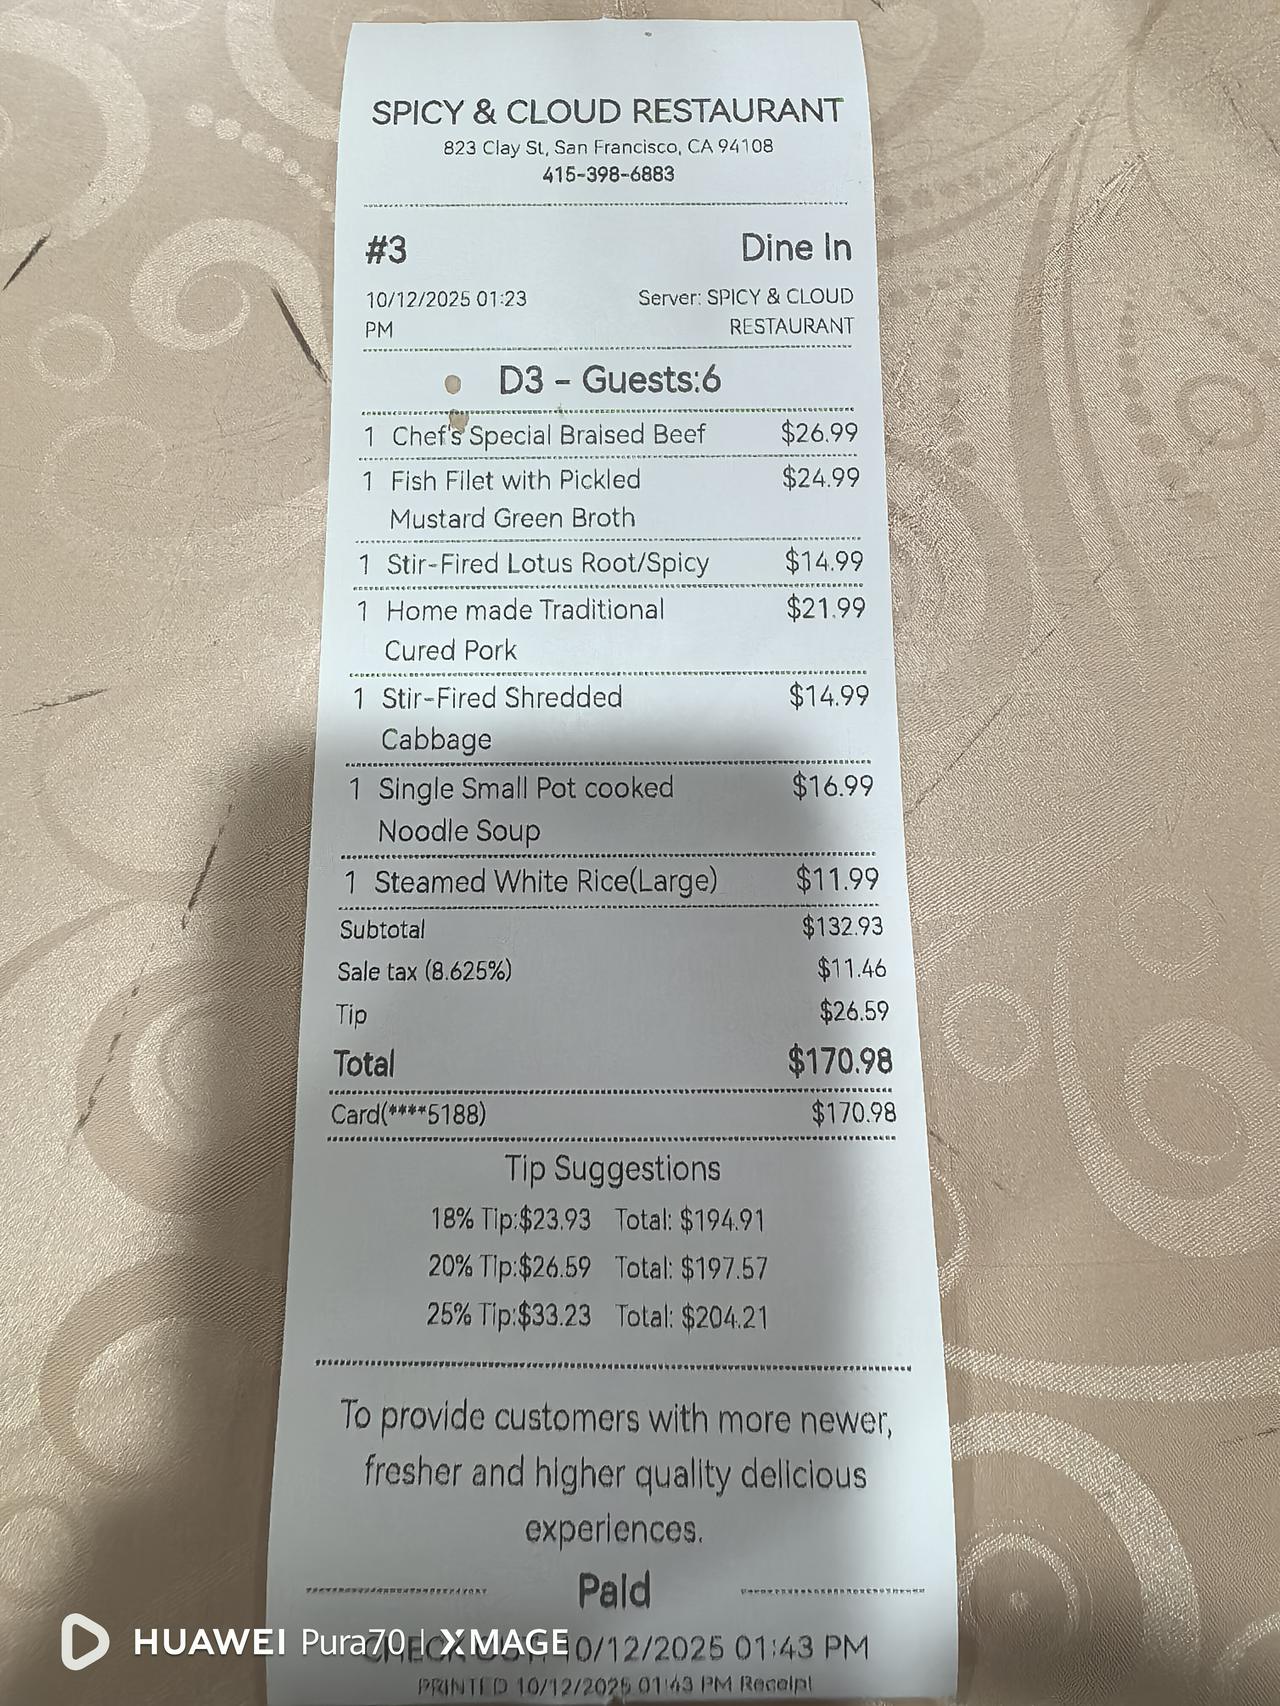 SPICY & CLOUD RESTAURANT
823 Clay St, San Francisco, CA 94108
415-398-6883
#3 Dine In
10/12/2025 01:23 PM
Server: SPICY & CLOUD RESTAURANT
D3 - Guests:6
1 Chef's Special Braised Beef $26.99
1 Fish Filet with Pickled $24.99
Mustard Green Broth
1 Stir-Fired Lotus Root/Spicy $14.99
1 Home made Traditional $21.99
Cured Pork
1 Stir-Fired Shredded $14.99
Cabbage
1 Single Small Pot cooked $16.99
Noodle Soup
1 Steamed White Rice(Large) $11.99
Subtotal $132.93
Sale tax (8.625%) $11.46
Tip $26.59
Total $170.98
Card(****5188) $170.98
Tip Suggestions
18% Tip:$23.93 Total: $194.91
20% Tip:$26.59 Total: $197.57
25% Tip:$33.23 Total: $204.21
To provide customers with more newer,
fresher and higher quality delicious
experiences.
Paid
HUAWEI Pura70 | XMAGE
10/12/2025 01:43 PM
PRINTED 10/12/2025 01:43 PM Receipt